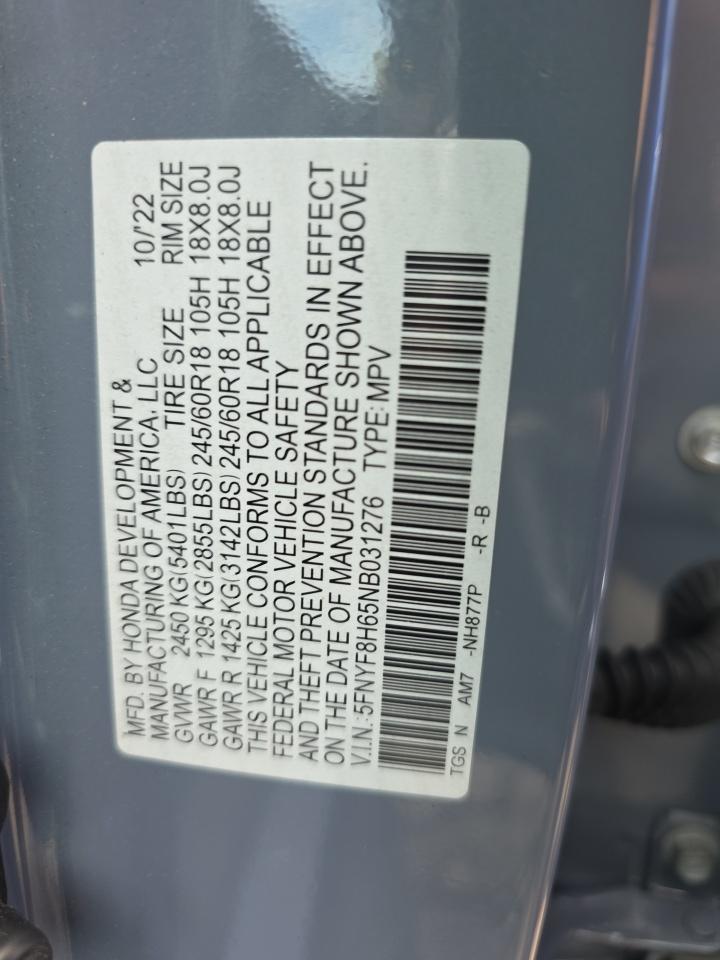 MFD. BY HONDA DEVELOPMENT &
MANUFACTURING OF AMERICA, LLC 10/'22
GVWR 2450 KG(5401LBS) TIRE SIZE RIM SIZE
GAWR F 1295 KG(2855LBS) 245/60R18 105H 18X8.0J
GAWR R 1425 KG(3142LBS) 245/60R18 105H 18X8.0J
THIS VEHICLE CONFORMS TO ALL APPLICABLE
FEDERAL MOTOR VEHICLE SAFETY
AND THEFT PREVENTION STANDARDS IN EFFECT
ON THE DATE OF MANUFACTURE SHOWN ABOVE.
V.I.N.:5FNYF8H65NB031276 TYPE:MPV
TGS N AM7 -NH877P -R -B